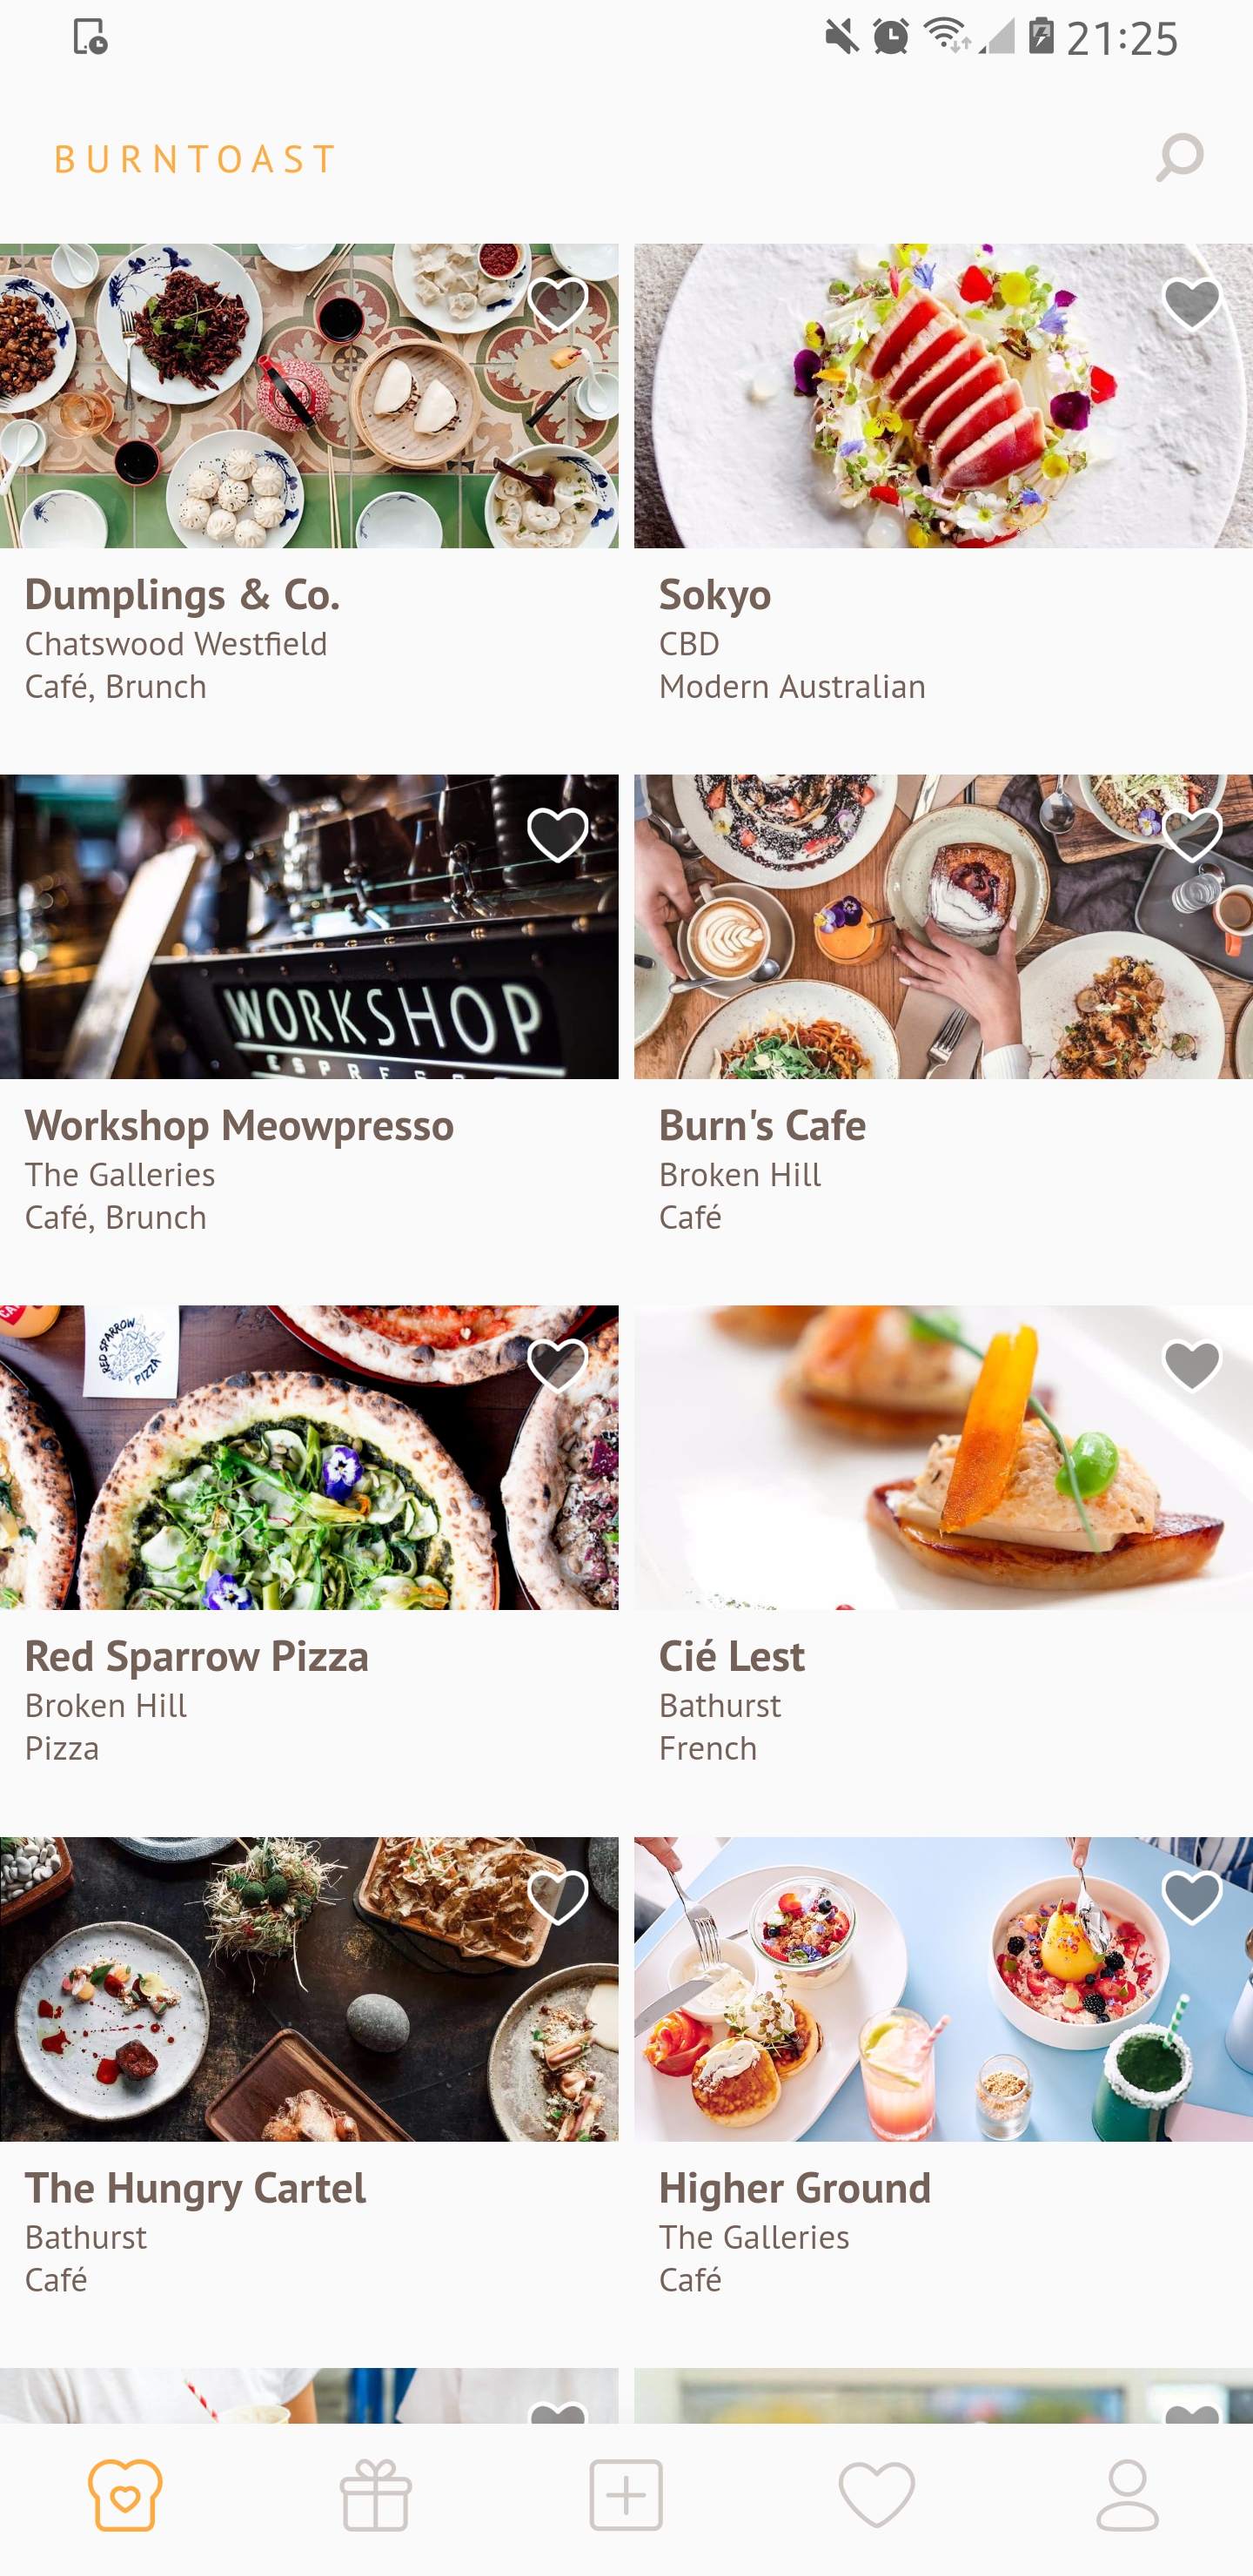 21:25
BURNTOAST
Dumplings & Co.
Chatswood Westfield
Café, Brunch
Sokyo
CBD
Modern Australian
WORKSHOP
Workshop Meowpresso
The Galleries
Café, Brunch
Burn's Cafe
Broken Hill
Café
RED SPARROW
PIZZA
Red Sparrow Pizza
Broken Hill
Pizza
Cié Lest
Bathurst
French
The Hungry Cartel
Bathurst
Café
Higher Ground
The Galleries
Café